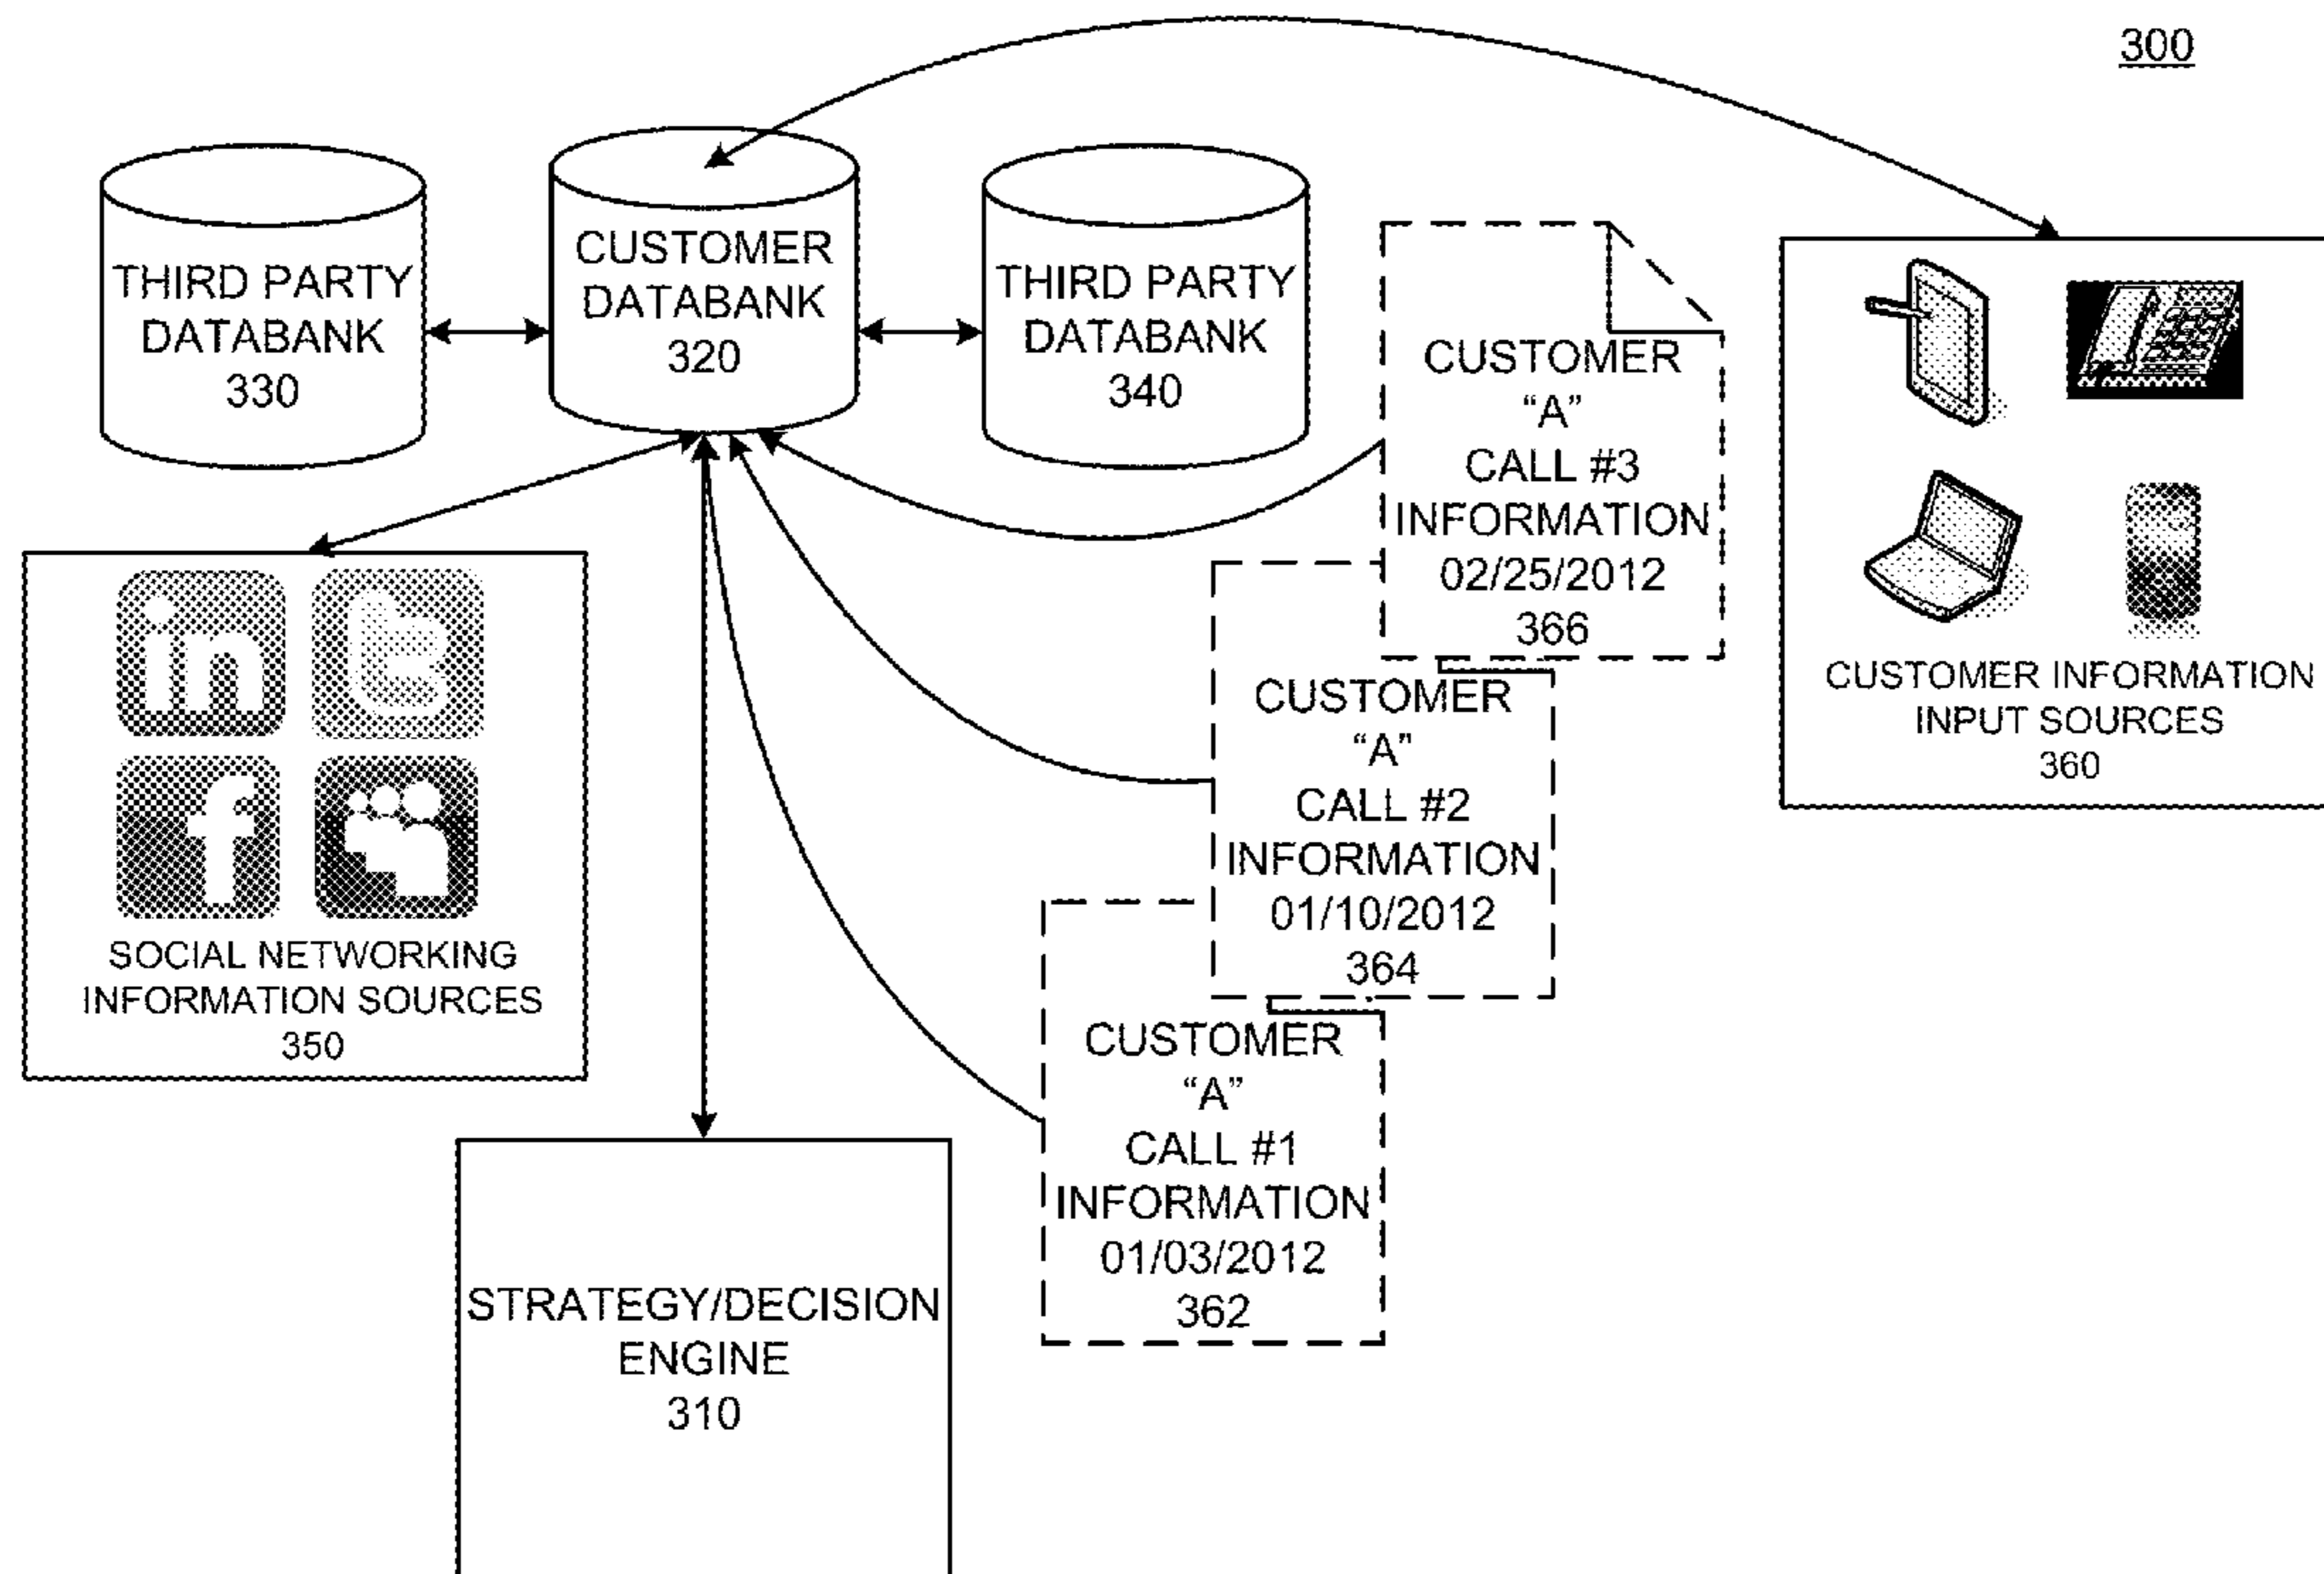 300
THIRD PARTY
DATABANK
330
CUSTOMER
DATABANK
320
THIRD PARTY
DATABANK
340
CUSTOMER
“A”
CALL #3
INFORMATION
02/25/2012
366
CUSTOMER INFORMATION
INPUT SOURCES
360
in
t
f
SOCIAL NETWORKING
INFORMATION SOURCES
350
CUSTOMER
“A”
CALL #2
INFORMATION
01/10/2012
364
CUSTOMER
“A”
CALL #1
INFORMATION
01/03/2012
362
STRATEGY/DECISION
ENGINE
310